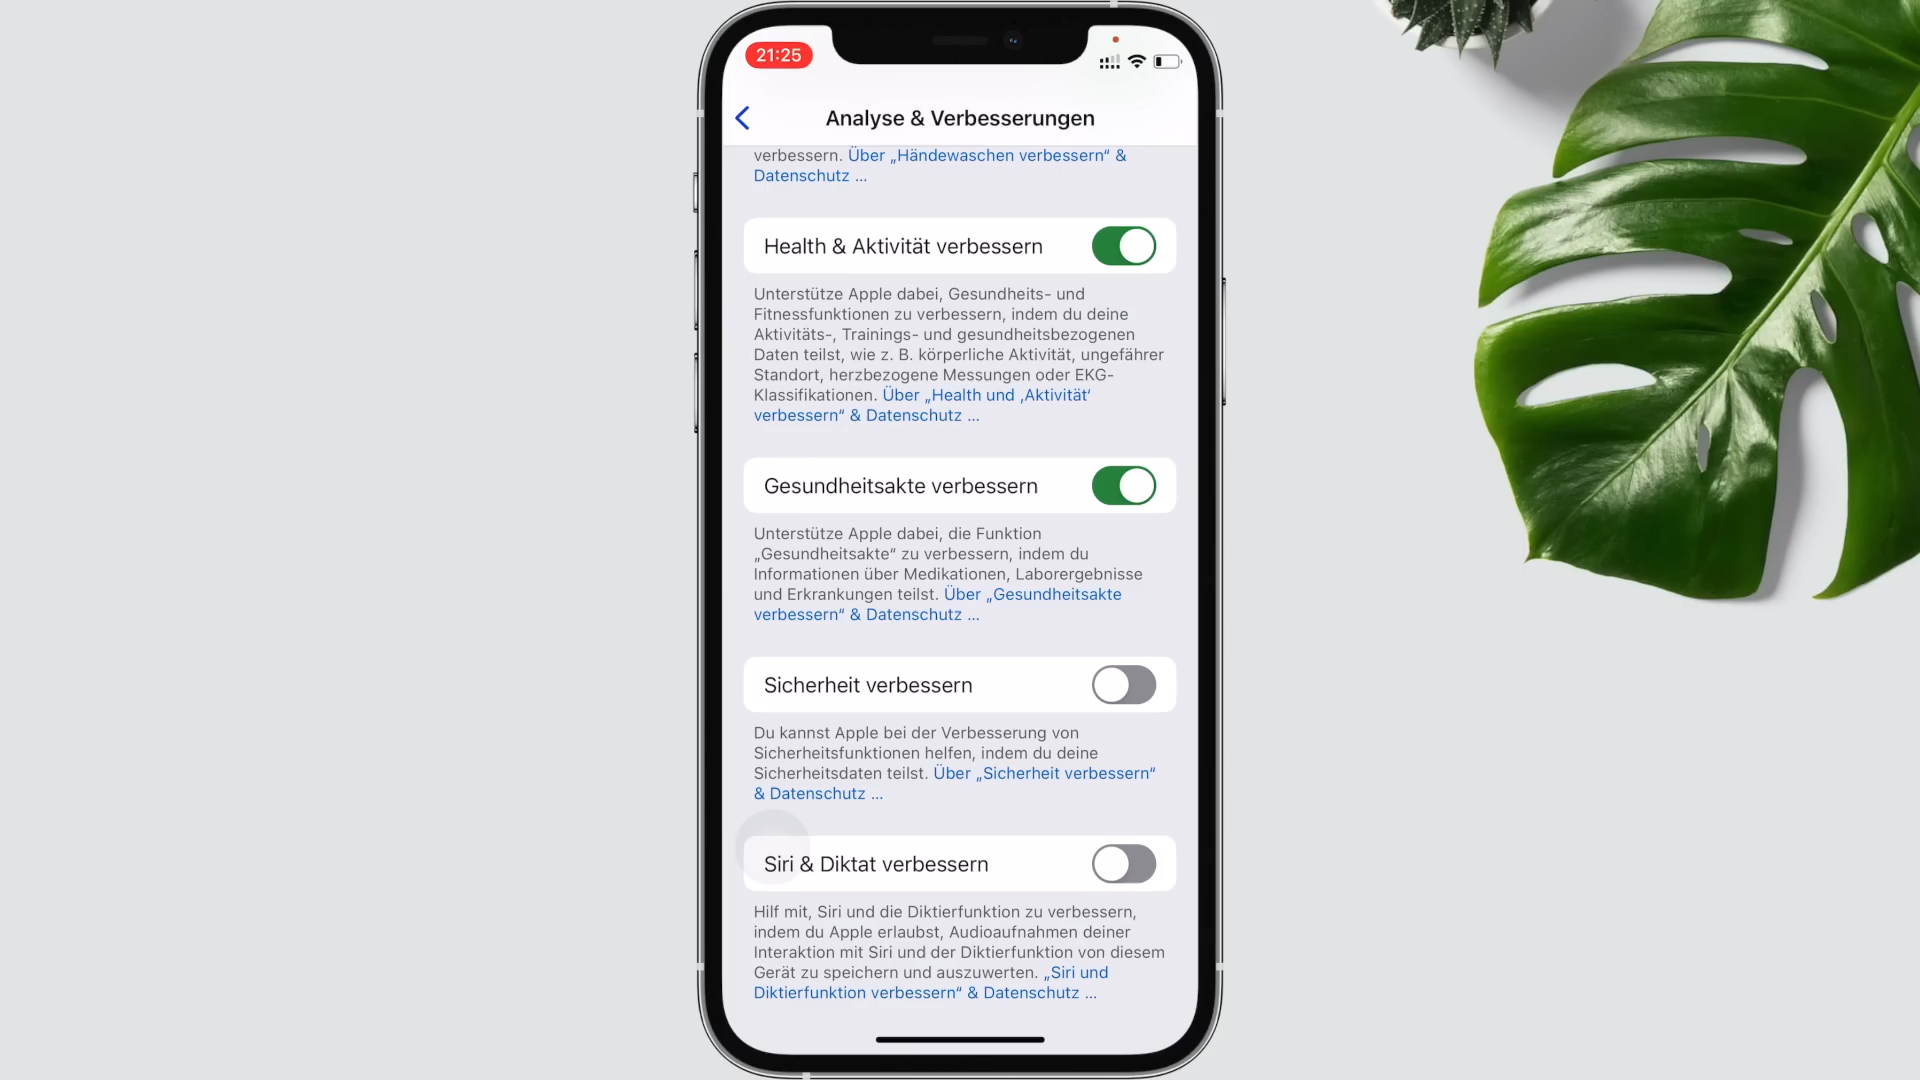 21:25
Analyse & Verbesserungen
verbessern. Über „Händewaschen verbessern“ &
Datenschutz ...
Health & Aktivität verbessern
Unterstütze Apple dabei, Gesundheits- und
Fitnessfunktionen zu verbessern, indem du deine
Aktivitäts-, Trainings- und gesundheitsbezogenen
Daten teilst, wie z. B. körperliche Aktivität, ungefährer
Standort, herzbezogene Messungen oder EKG-
Klassifikationen. Über „Health und ‚Aktivität‘
verbessern“ & Datenschutz ...
Gesundheitsakte verbessern
Unterstütze Apple dabei, die Funktion
„Gesundheitsakte“ zu verbessern, indem du
Informationen über Medikationen, Laborergebnisse
und Erkrankungen teilst. Über „Gesundheitsakte
verbessern“ & Datenschutz ...
Sicherheit verbessern
Du kannst Apple bei der Verbesserung von
Sicherheitsfunktionen helfen, indem du deine
Sicherheitsdaten teilst. Über „Sicherheit verbessern“
& Datenschutz ...
Siri & Diktat verbessern
Hilf mit, Siri und die Diktierfunktion zu verbessern,
indem du Apple erlaubst, Audioaufnahmen deiner
Interaktion mit Siri und der Diktierfunktion von diesem
Gerät zu speichern und auszuwerten. „Siri und
Diktierfunktion verbessern“ & Datenschutz ...